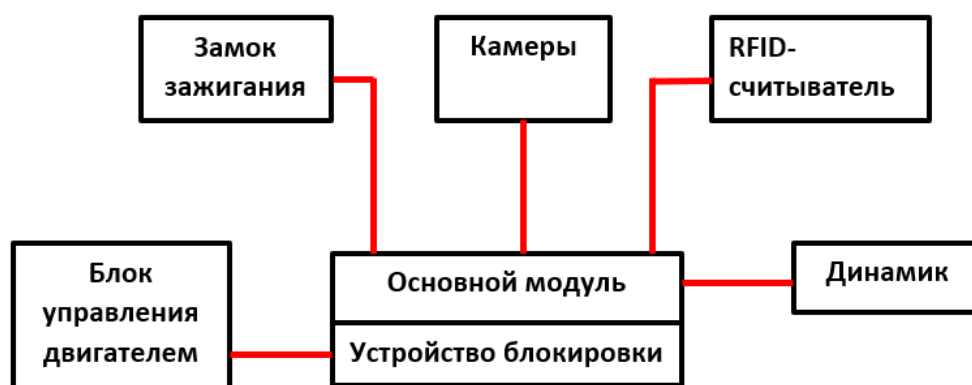 Замок
зажигания
Камеры
RFID-
считыватель
Блок
управления
двигателем
Основной модуль
Устройство блокировки
Динамик